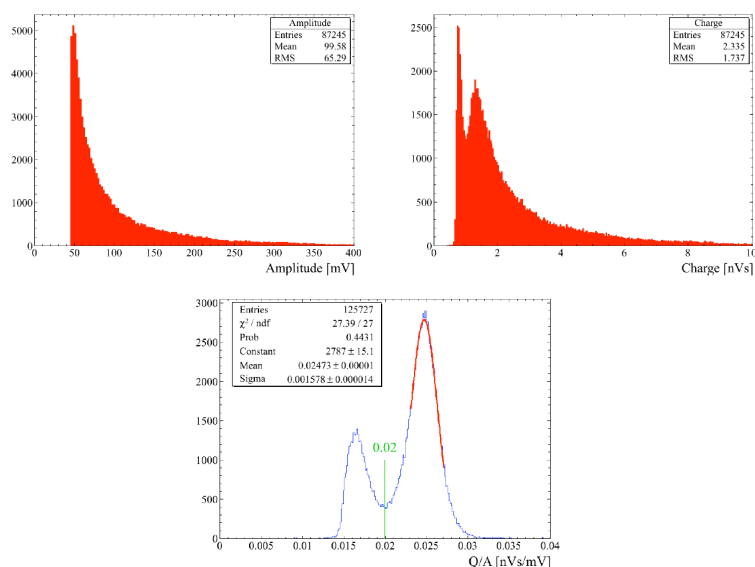 Amplitude
Entries 87245
Mean 99.58
RMS 65.29
5000
4000
3000
2000
1000
0
0 50 100 150 200 250 300 350 400
Amplitude [mV]
Charge
Entries 87245
Mean 2.335
RMS 1.737
2500
2000
1500
1000
500
0
0 2 4 6 8 10
Charge [nVs]
Entries 125727
χ² / ndf 27.39 / 27
Prob 0.4431
Constant 2787 ± 15.1
Mean 0.02473 ± 0.00001
Sigma 0.001578 ± 0.000014
3000
2500
2000
1500
1000
500
0
0.02
0 0.005 0.01 0.015 0.02 0.025 0.03 0.035 0.04
Q/A [nVs/mV]